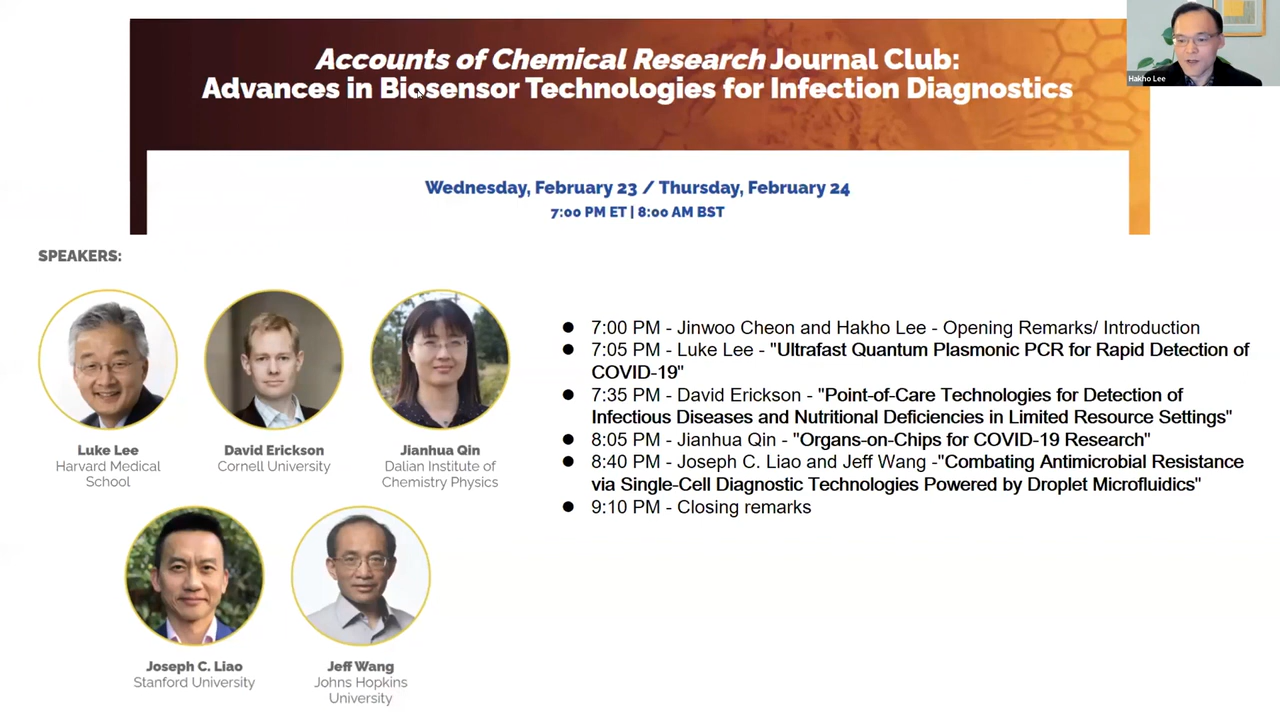 Accounts of Chemical Research Journal Club:
Advances in Biosensor Technologies for Infection Diagnostics
Hakho Lee
Wednesday, February 23 / Thursday, February 24
7:00 PM ET | 8:00 AM BST
SPEAKERS:
Luke Lee
Harvard Medical
School
David Erickson
Cornell University
Jianhua Qin
Dalian Institute of
Chemistry Physics
Joseph C. Liao
Stanford University
Jeff Wang
Johns Hopkins
University
● 7:00 PM - Jinwoo Cheon and Hakho Lee - Opening Remarks/ Introduction
● 7:05 PM - Luke Lee - "Ultrafast Quantum Plasmonic PCR for Rapid Detection of
COVID-19"
● 7:35 PM - David Erickson - "Point-of-Care Technologies for Detection of
Infectious Diseases and Nutritional Deficiencies in Limited Resource Settings"
● 8:05 PM - Jianhua Qin - "Organs-on-Chips for COVID-19 Research"
● 8:40 PM - Joseph C. Liao and Jeff Wang -"Combating Antimicrobial Resistance
via Single-Cell Diagnostic Technologies Powered by Droplet Microfluidics"
● 9:10 PM - Closing remarks